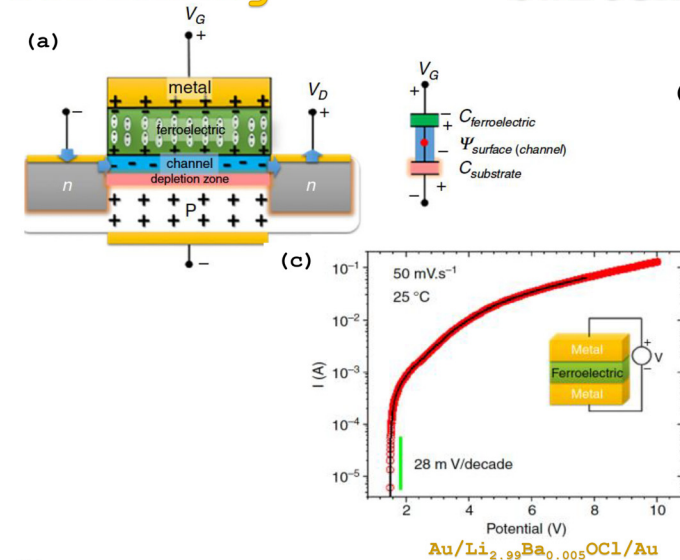 (a)
V_G
+
metal
V_D
−
+
ferroelectric
channel
depletion zone
n
n
P
−
V_G
+
C_ferroelectric
Ψ_surface (channel)
C_substrate
−
+
(c)
50 mV.s⁻¹
25 °C
10⁻¹
10⁻²
10⁻³
10⁻⁴
10⁻⁵
I (A)
Metal
Ferroelectric
Metal
+
V
−
28 m V/decade
2 4 6 8 10
Potential (V)
Au/Li₂.₉₉Ba₀.₀₀₅OCl/Au